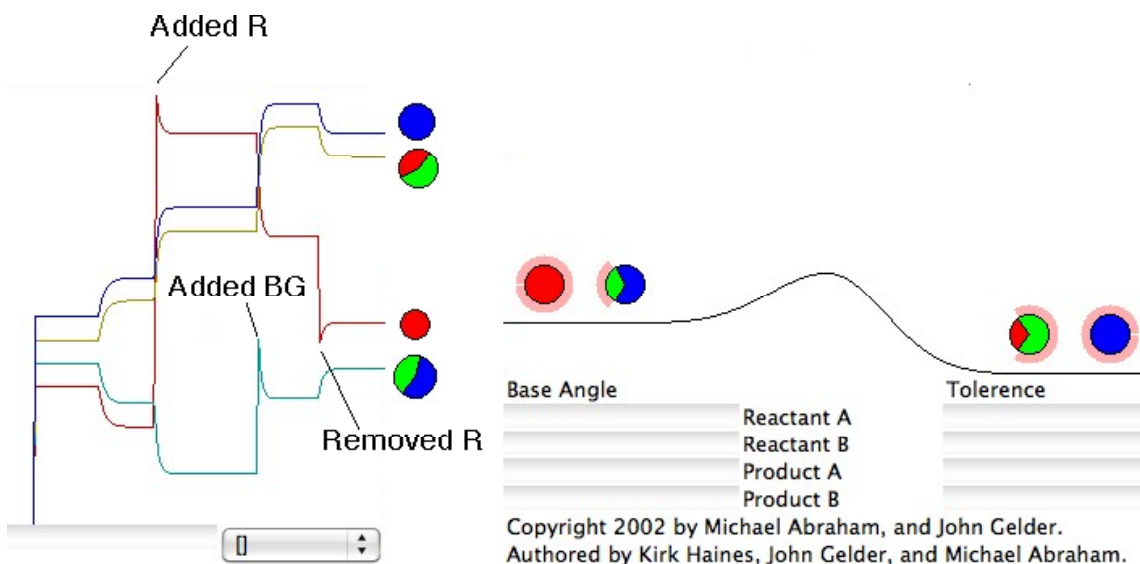 Added R
Added BG
Removed R
[]
Base Angle
Tolerence
Reactant A
Reactant B
Product A
Product B
Copyright 2002 by Michael Abraham, and John Gelder.
Authored by Kirk Haines, John Gelder, and Michael Abraham.